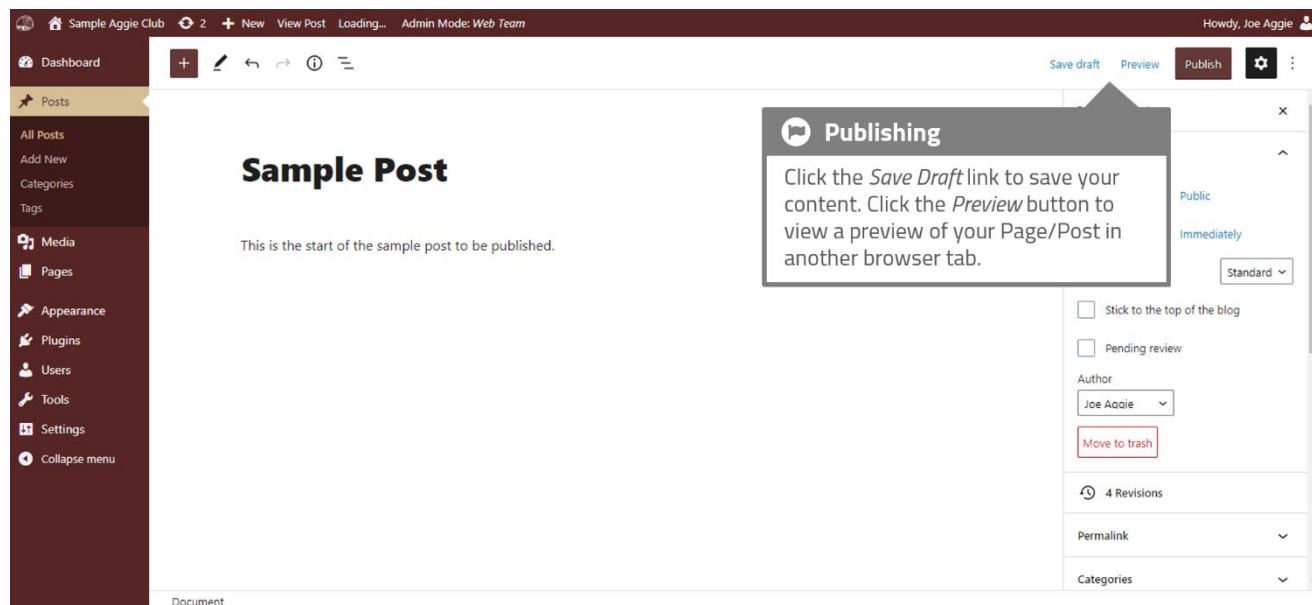 Sample Aggie Club 2 New View Post Loading... Admin Mode: Web Team Howdy, Joe Aggie
Dashboard
Save draft Preview Publish
Posts
All Posts
Add New
Categories
Tags
Media
Pages
Appearance
Plugins
Users
Tools
Settings
Collapse menu
Sample Post
This is the start of the sample post to be published.
Publishing
Click the Save Draft link to save your
content. Click the Preview button to
view a preview of your Page/Post in
another browser tab.
Public
Immediately
Standard
Stick to the top of the blog
Pending review
Author
Joe Aggie
Move to trash
4 Revisions
Permalink
Categories
Document